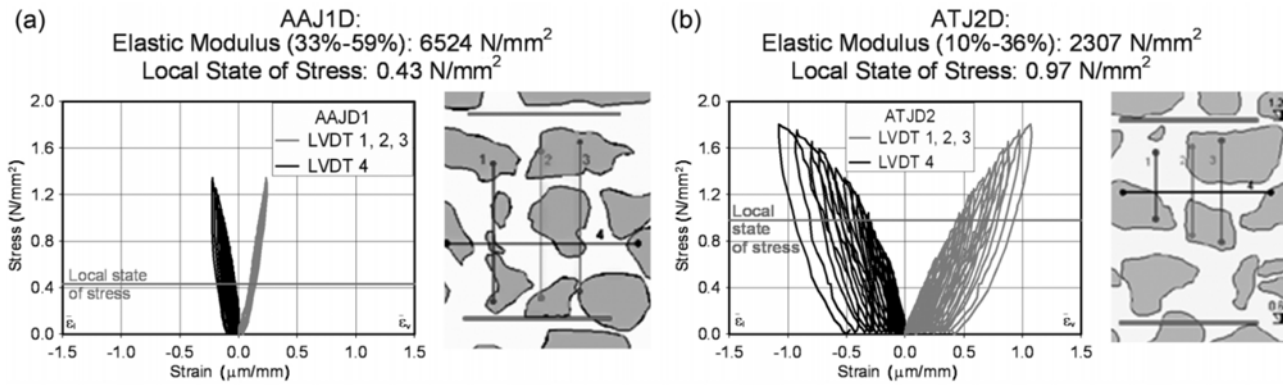 (a)
AAJ1D:
Elastic Modulus (33%-59%): 6524 N/mm²
Local State of Stress: 0.43 N/mm²
2.0
1.6
1.2
0.8
0.4
0.0
Stress (N/mm²)
AAJD1
LVDT 1, 2, 3
LVDT 4
Local state
of stress
ε̄ₗ
ε̄ᵥ
-1.5 -1.0 -0.5 0.0 0.5 1.0 1.5
Strain (μm/mm)
1 2 3
4
(b)
ATJ2D:
Elastic Modulus (10%-36%): 2307 N/mm²
Local State of Stress: 0.97 N/mm²
2.0
1.6
1.2
0.8
0.4
0.0
Stress (N/mm²)
ATJD2
LVDT 1, 2, 3
LVDT 4
Local
state
of stress
ε̄ₗ
ε̄ᵥ
-1.5 -1.0 -0.5 0.0 0.5 1.0 1.5
Strain (μm/mm)
1 2 3
4